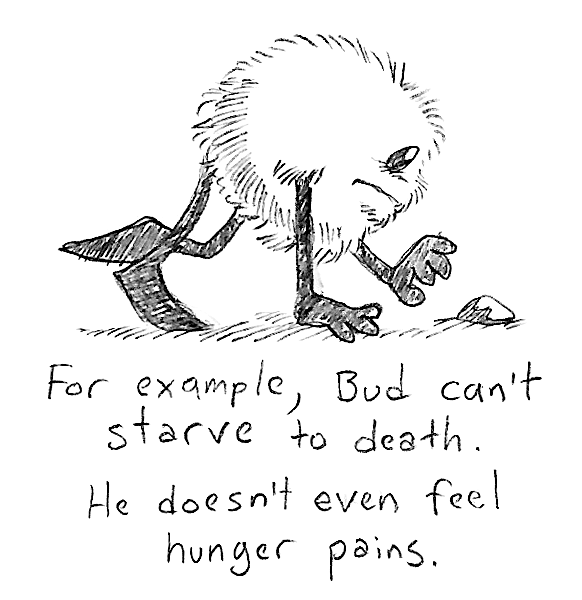 For example, Bud can't
starve to death.
He doesn't even feel
hunger pains.